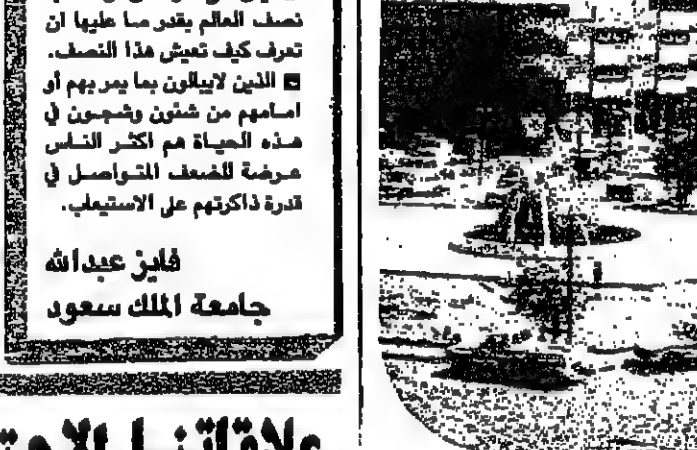 نصف العالم بقدر ما عليها ان
تعرف كيف تعيش هذا النصف.
الذين لايبالون بما يمر بهم أو
امامهم من شئون وشجون في
هذه الحياة هم اكثر الناس
عرضة للضعف المتواصل في
قدرة ذاكرتهم على الاستيعاب.
فايز عبدالله
جامعة الملك سعود
علاقاتنا